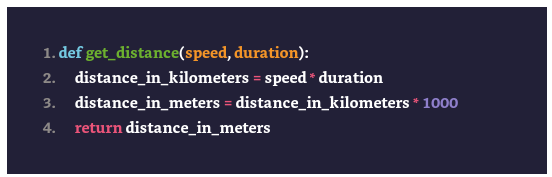 1. def get_distance(speed, duration):
2. distance_in_kilometers = speed * duration
3. distance_in_meters = distance_in_kilometers * 1000
4. return distance_in_meters